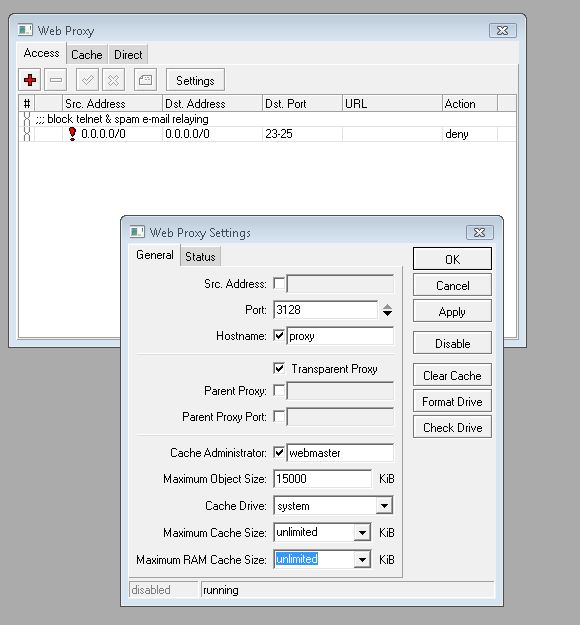 Web Proxy
Access Cache Direct
Settings
# Src. Address Dst. Address Dst. Port URL Action
;;; block telnet & spam e-mail relaying
0.0.0.0/0 0.0.0.0/0 23-25 deny
Web Proxy Settings
General Status
Src. Address:
OK
Port: 3128
Cancel
Hostname: proxy
Apply
Disable
Transparent Proxy
Clear Cache
Parent Proxy:
Format Drive
Parent Proxy Port:
Check Drive
Cache Administrator: webmaster
Maximum Object Size: 15000 KiB
Cache Drive: system
Maximum Cache Size: unlimited KiB
Maximum RAM Cache Size: unlimited KiB
disabled running